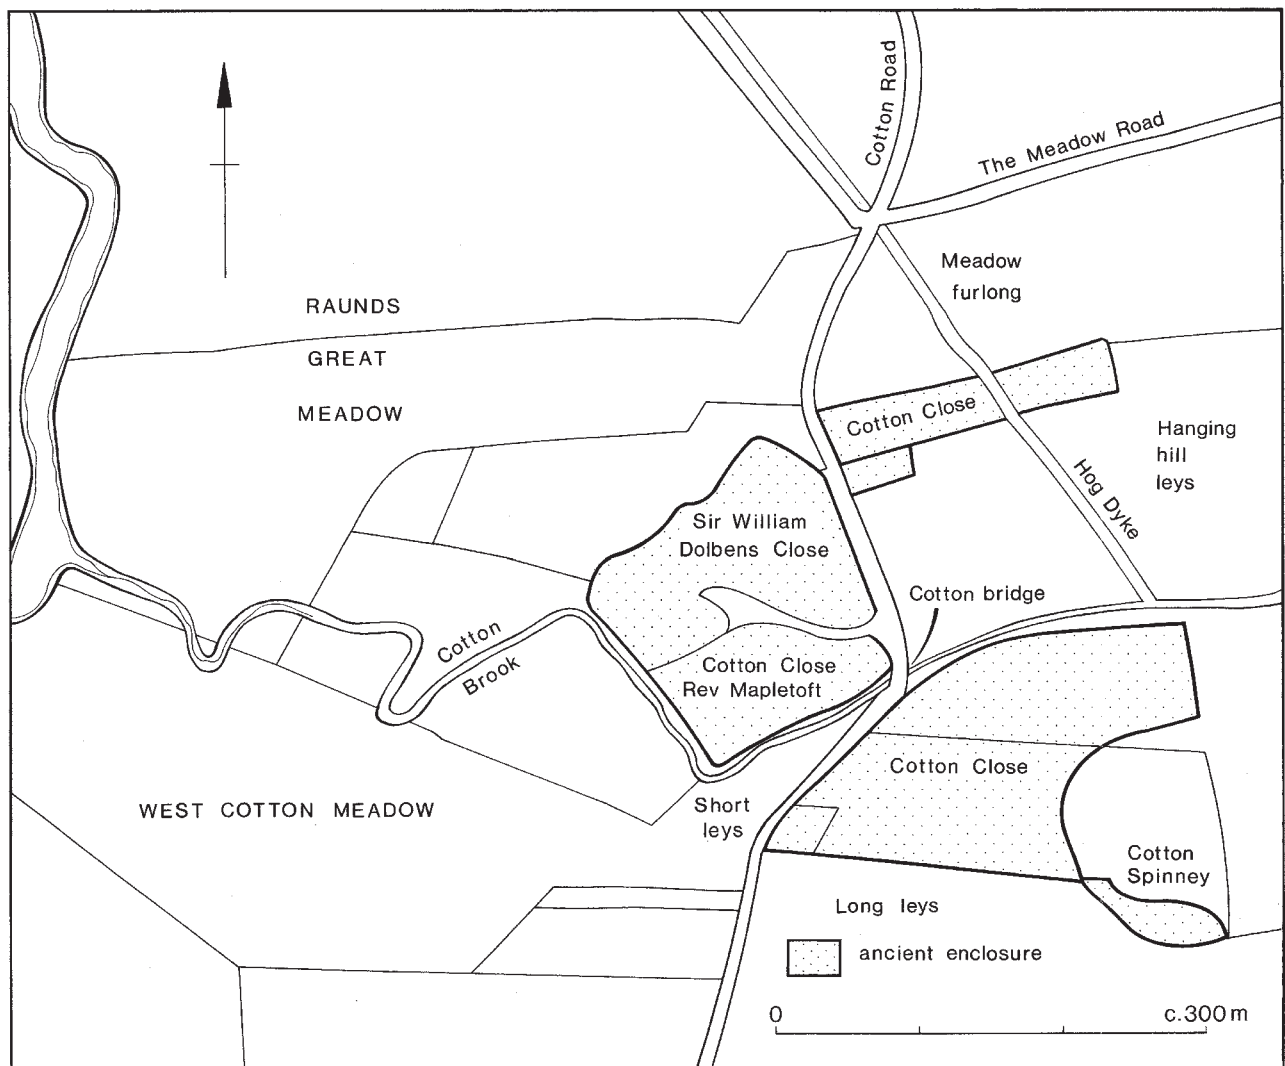 Cotton Road
The Meadow Road
Meadow
furlong
RAUNDS
GREAT
MEADOW
Cotton Close
Hanging
hill
leys
Hog Dyke
Sir William
Dolbens Close
Cotton bridge
Cotton
Brook
Cotton Close
Rev Mapletoft
Cotton Close
WEST COTTON MEADOW
Short
leys
Cotton
Spinney
Long leys
ancient enclosure
0
c.300m